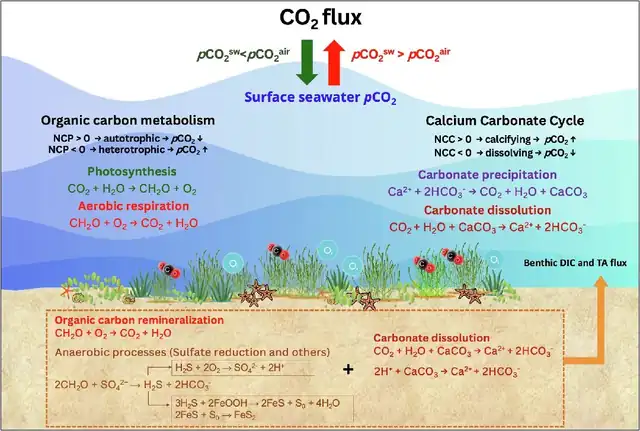 CO₂ flux
pCO₂ˢʷ<pCO₂ᵃⁱʳ
pCO₂ˢʷ > pCO₂ᵃⁱʳ
Surface seawater pCO₂
Organic carbon metabolism
NCP > 0 → autotrophic → pCO₂ ↓
NCP < 0 → heterotrophic → pCO₂ ↑
Photosynthesis
CO₂ + H₂O → CH₂O + O₂
Aerobic respiration
CH₂O + O₂ → CO₂ + H₂O
Calcium Carbonate Cycle
NCC > 0 → calcifying → pCO₂ ↑
NCC < 0 → dissolving → pCO₂ ↓
Carbonate precipitation
Ca²⁺ + 2HCO₃⁻ → CO₂ + H₂O + CaCO₃
Carbonate dissolution
CO₂ + H₂O + CaCO₃ → Ca²⁺ + 2HCO₃⁻
Benthic DIC and TA flux
Organic carbon remineralization
CH₂O + O₂ → CO₂ + H₂O
Anaerobic processes (Sulfate reduction and others)
H₂S + 2O₂ → SO₄²⁻ + 2H⁺
2CH₂O + SO₄²⁻ → H₂S + 2HCO₃⁻
3H₂S + 2FeOOH → 2FeS + S₀ + 4H₂O
2FeS + S₀ → FeS₂
+
Carbonate dissolution
CO₂ + H₂O + CaCO₃ → Ca²⁺ + 2HCO₃⁻
2H⁺ + CaCO₃ → Ca²⁺ + 2HCO₃⁻